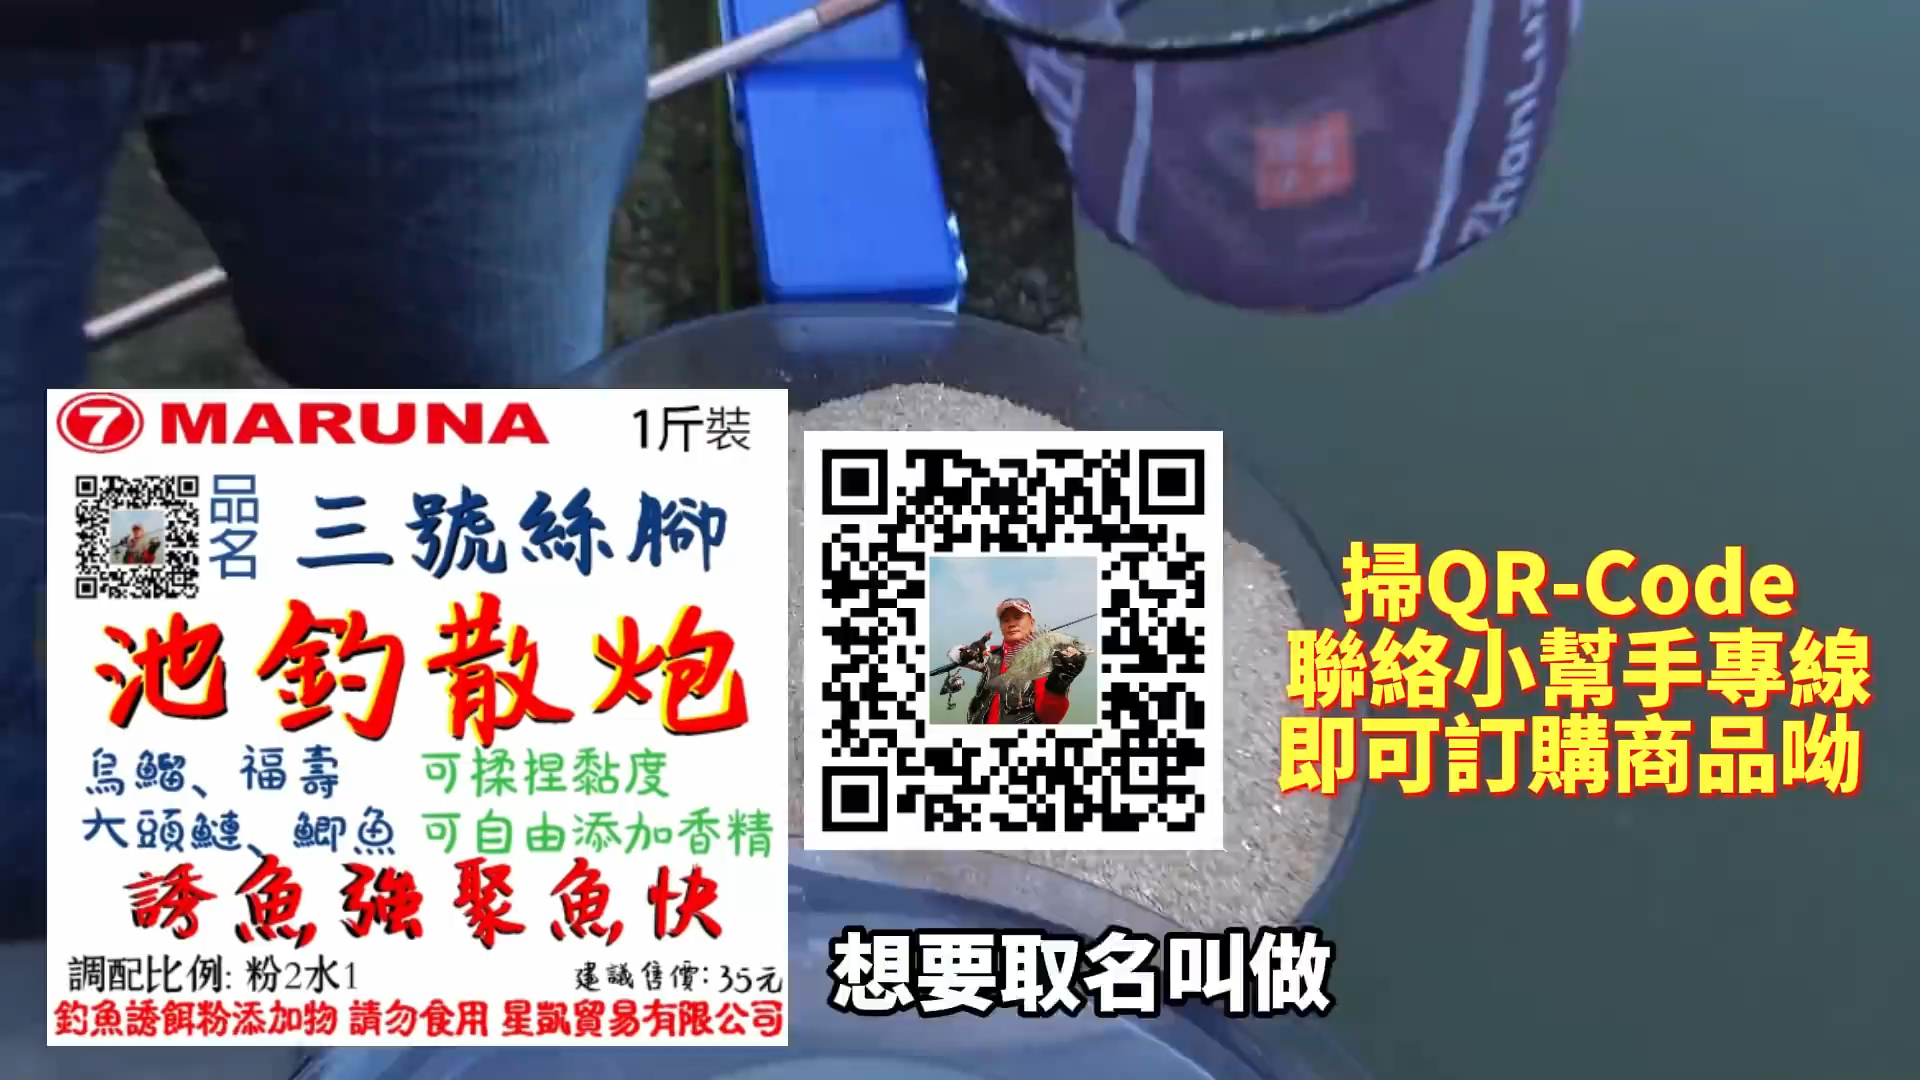 ZhanLu
7 MARUNA 1斤裝
品名 三號絲腳
池釣散炮
烏鰡、福壽 可揉捏黏度
大頭鰱、鯽魚 可自由添加香精
誘魚強聚魚快
調配比例: 粉2水1 建議售價:35元
釣魚誘餌粉添加物 請勿食用 星凱貿易有限公司
掃QR-Code
聯絡小幫手專線
即可訂購商品呦
想要取名叫做